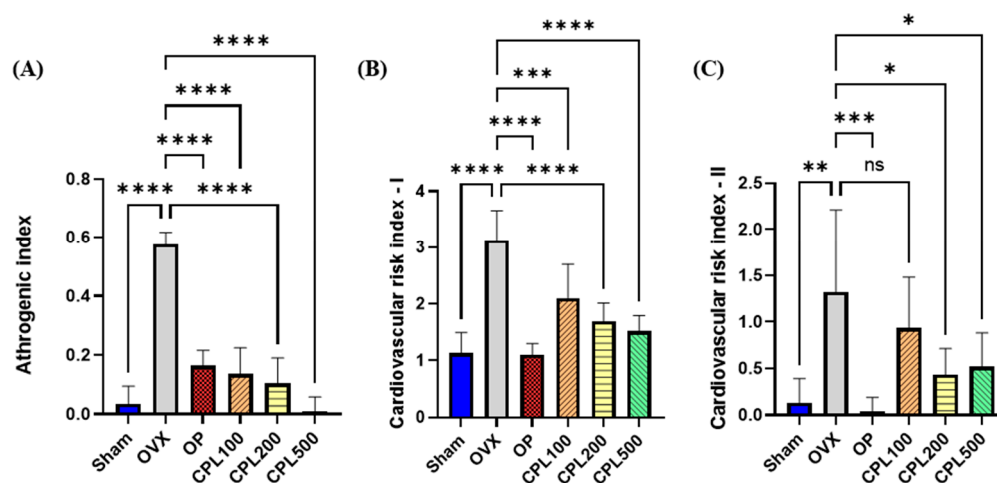 (A)
****
****
****
****
****
Athrogenic index
0.8
0.6
0.4
0.2
0.0
Sham
OVX
OP
CPL100
CPL200
CPL500
(B)
****
***
****
****
****
Cardiovascular risk index - I
4
3
2
1
0
Sham
OVX
OP
CPL100
CPL200
CPL500
(C)
*
*
***
**
ns
Cardiovascular risk index - II
2.5
2.0
1.5
1.0
0.5
0.0
Sham
OVX
OP
CPL100
CPL200
CPL500